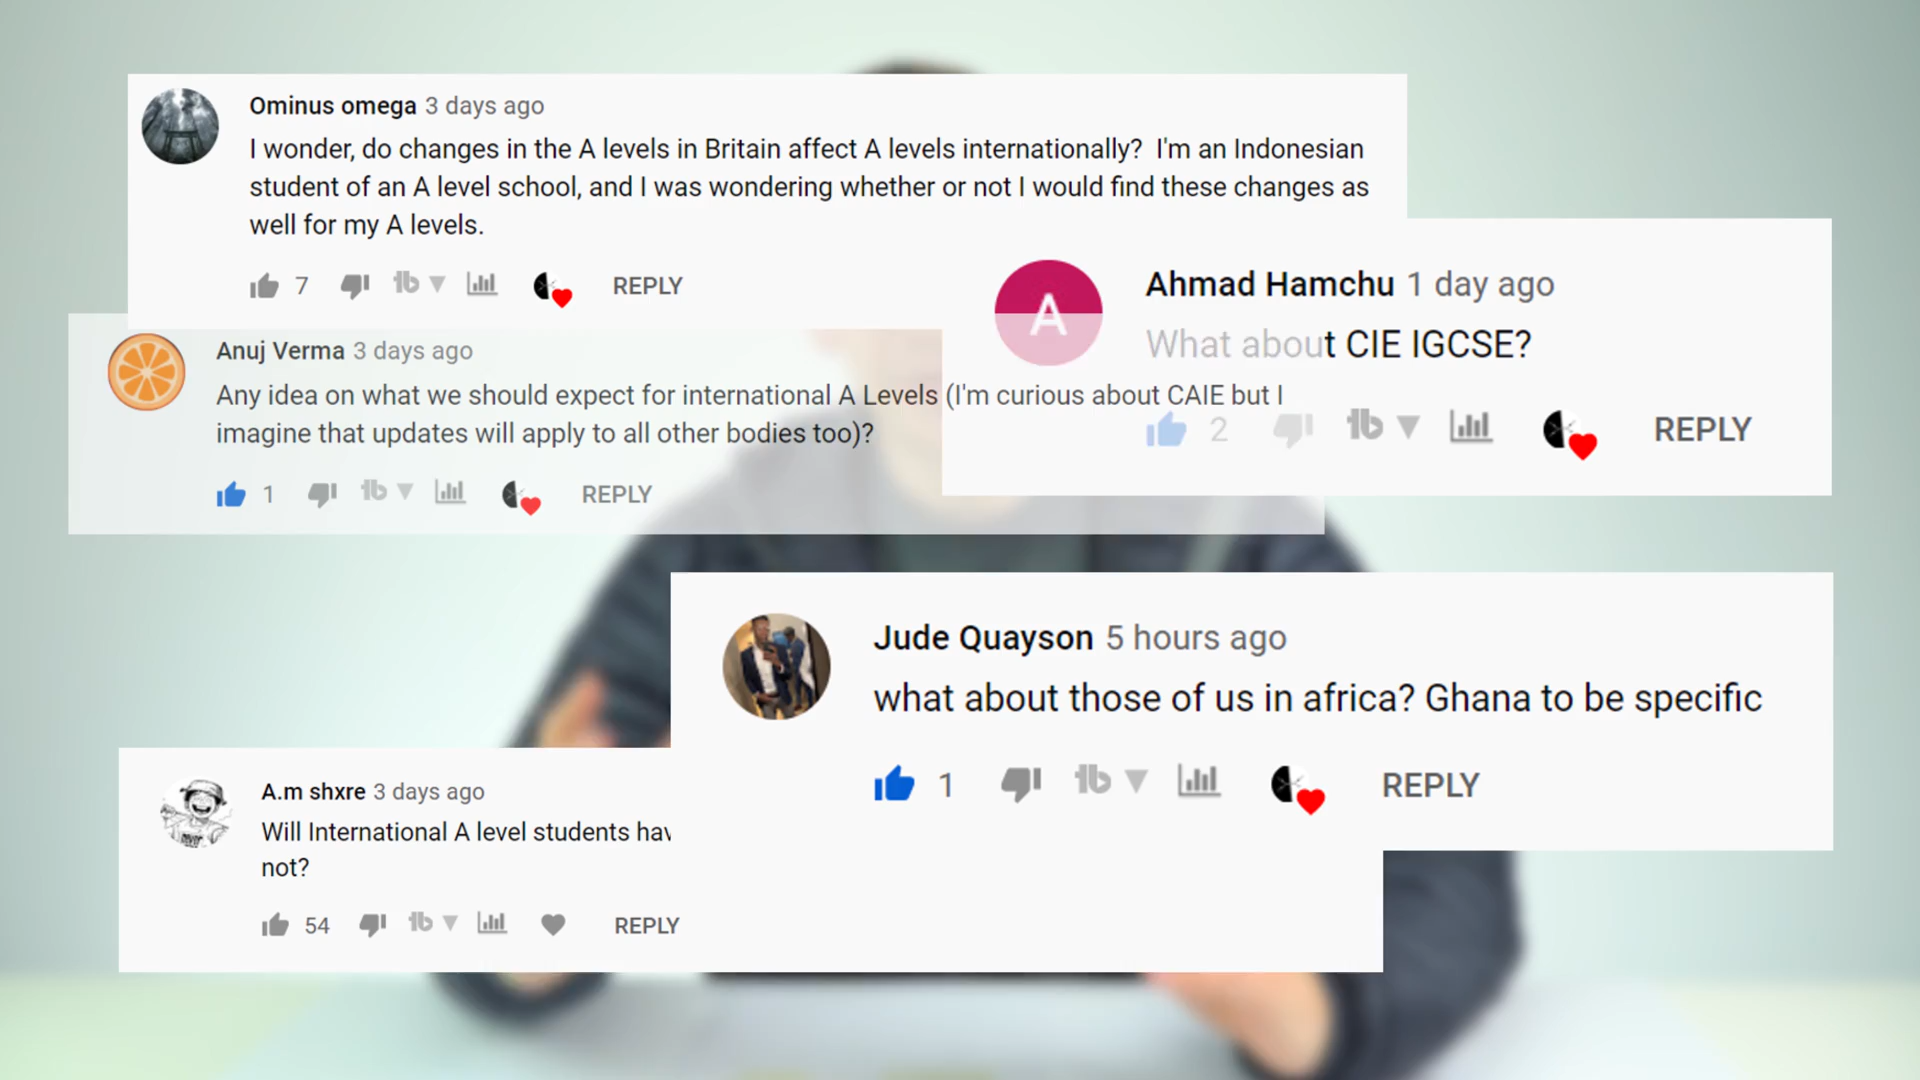 Ominus omega 3 days ago
I wonder, do changes in the A levels in Britain affect A levels internationally? I'm an Indonesian
student of an A level school, and I was wondering whether or not I would find these changes as
well for my A levels.
7 REPLY
Ahmad Hamchu 1 day ago
What about CIE IGCSE?
2 REPLY
Anuj Verma 3 days ago
Any idea on what we should expect for international A Levels (I'm curious about CAIE but I
imagine that updates will apply to all other bodies too)?
1 REPLY
Jude Quayson 5 hours ago
what about those of us in africa? Ghana to be specific
1 REPLY
A.m shxre 3 days ago
Will International A level students
not?
54 REPLY